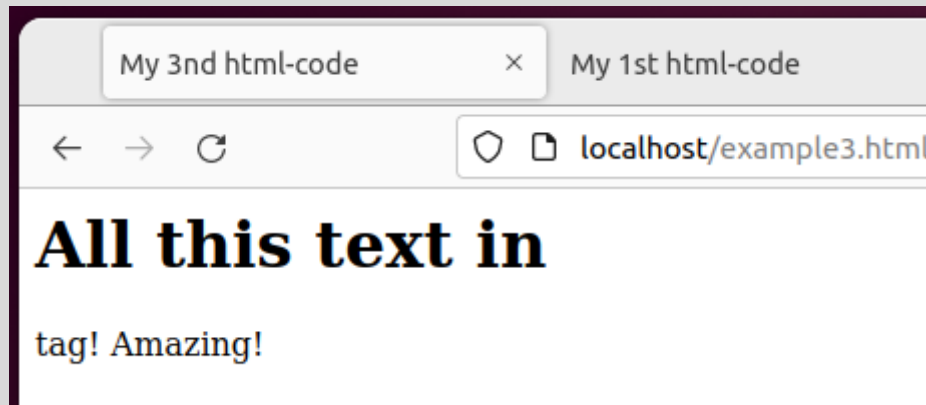 My 3nd html-code × My 1st html-code
localhost/example3.html
All this text in
tag! Amazing!